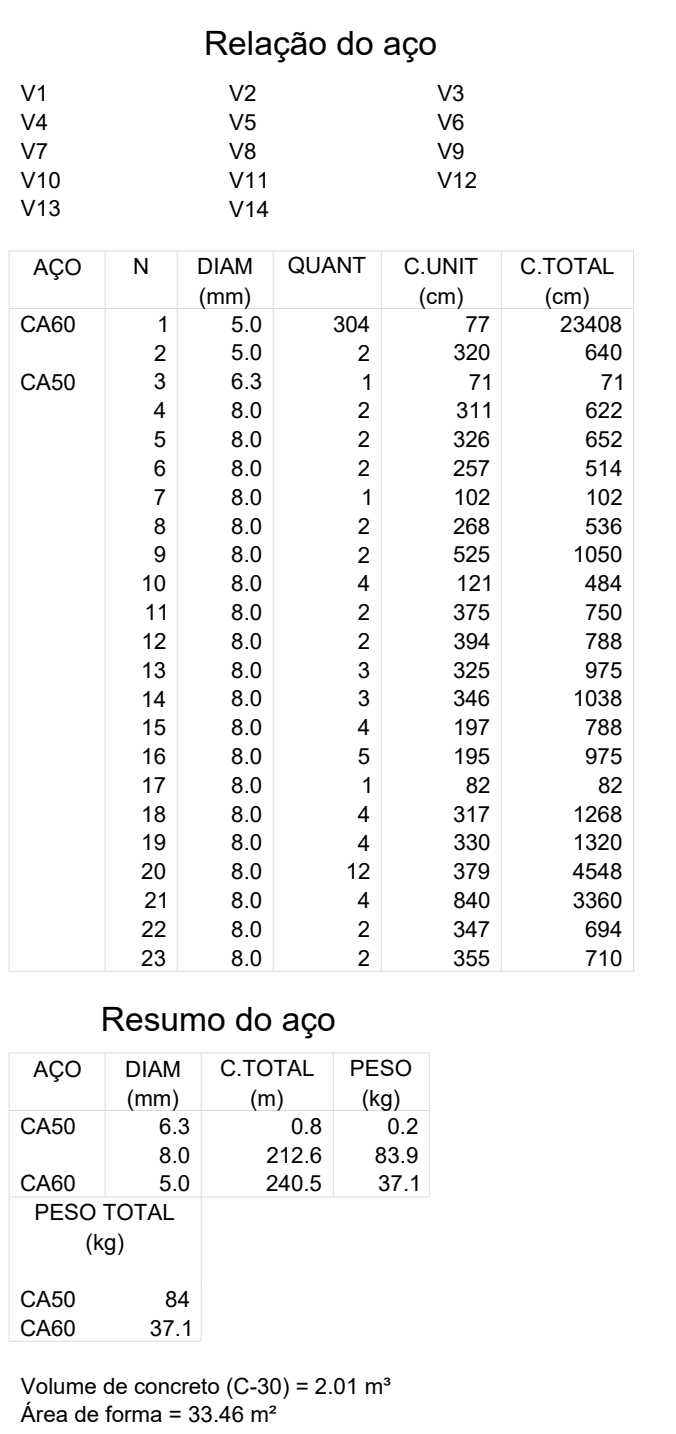 Relação do aço
V1 V2 V3
V4 V5 V6
V7 V8 V9
V10 V11 V12
V13 V14
AÇO N DIAM QUANT C.UNIT C.TOTAL
(mm) (cm) (cm)
CA60 1 5.0 304 77 23408
2 5.0 2 320 640
CA50 3 6.3 1 71 71
4 8.0 2 311 622
5 8.0 2 326 652
6 8.0 2 257 514
7 8.0 1 102 102
8 8.0 2 268 536
9 8.0 2 525 1050
10 8.0 4 121 484
11 8.0 2 375 750
12 8.0 2 394 788
13 8.0 3 325 975
14 8.0 3 346 1038
15 8.0 4 197 788
16 8.0 5 195 975
17 8.0 1 82 82
18 8.0 4 317 1268
19 8.0 4 330 1320
20 8.0 12 379 4548
21 8.0 4 840 3360
22 8.0 2 347 694
23 8.0 2 355 710
Resumo do aço
AÇO DIAM C.TOTAL PESO
(mm) (m) (kg)
CA50 6.3 0.8 0.2
8.0 212.6 83.9
CA60 5.0 240.5 37.1
PESO TOTAL
(kg)
CA50 84
CA60 37.1
Volume de concreto (C-30) = 2.01 m³
Área de forma = 33.46 m²